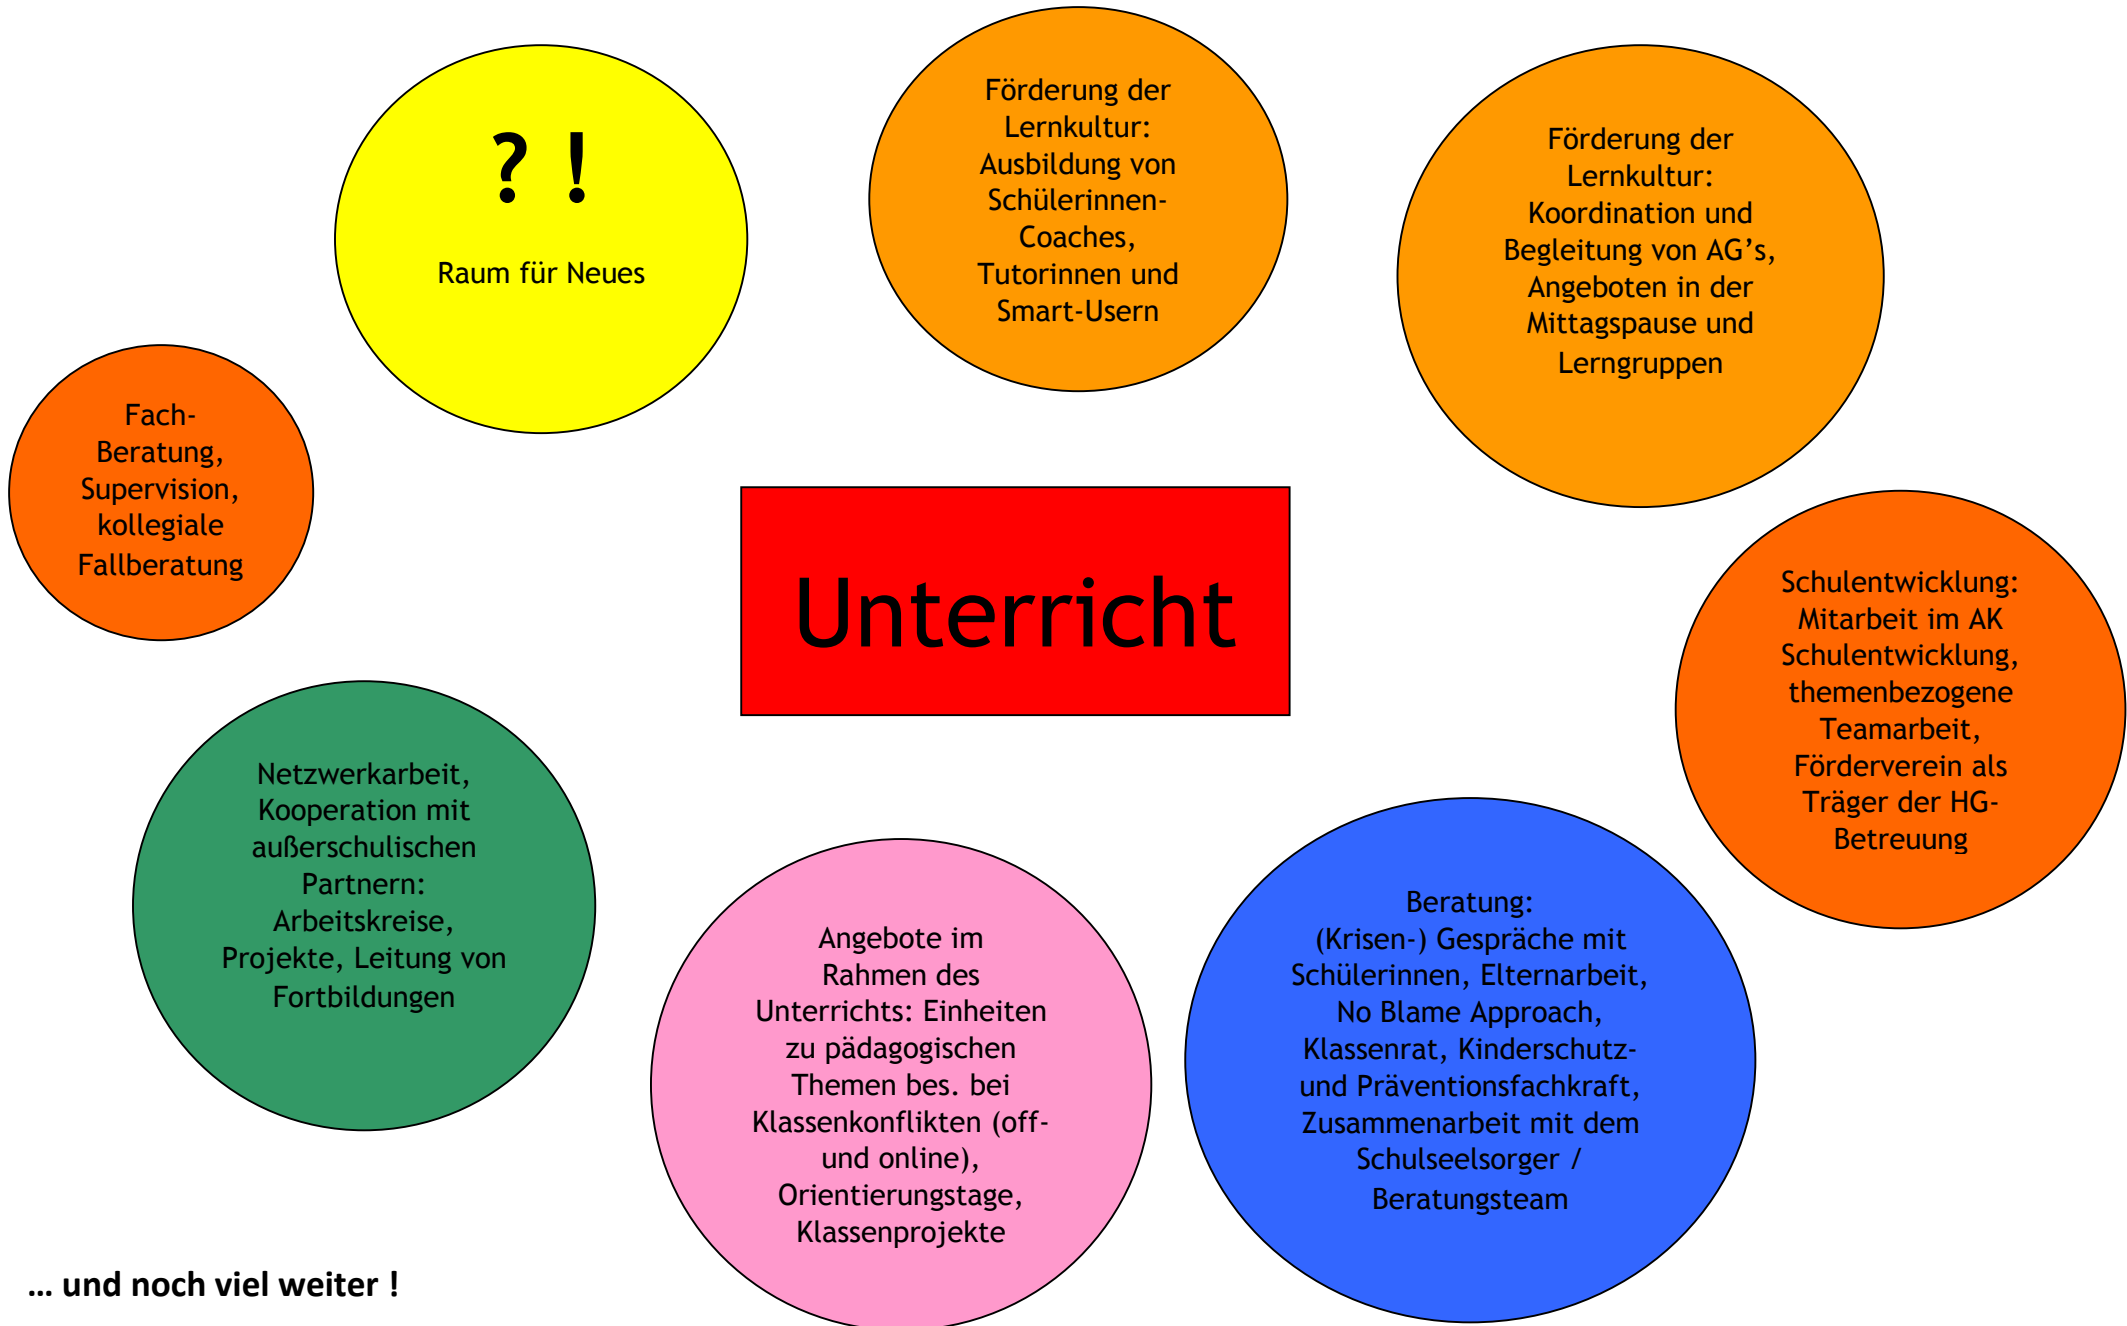 ? !
Raum für Neues
Förderung der
Lernkultur:
Ausbildung von
Schülerinnen-
Coaches,
Tutorinnen und
Smart-Usern
Förderung der
Lernkultur:
Koordination und
Begleitung von AG’s,
Angeboten in der
Mittagspause und
Lerngruppen
Fach-
Beratung,
Supervision,
kollegiale
Fallberatung
Unterricht
Schulentwicklung:
Mitarbeit im AK
Schulentwicklung,
themenbezogene
Teamarbeit,
Förderverein als
Träger der HG-
Betreuung
Netzwerkarbeit,
Kooperation mit
außerschulischen
Partnern:
Arbeitskreise,
Projekte, Leitung von
Fortbildungen
Angebote im
Rahmen des
Unterrichts: Einheiten
zu pädagogischen
Themen bes. bei
Klassenkonflikten (off-
und online),
Orientierungstage,
Klassenprojekte
Beratung:
(Krisen-) Gespräche mit
Schülerinnen, Elternarbeit,
No Blame Approach,
Klassenrat, Kinderschutz-
und Präventionsfachkraft,
Zusammenarbeit mit dem
Schulseelsorger /
Beratungsteam
… und noch viel weiter !